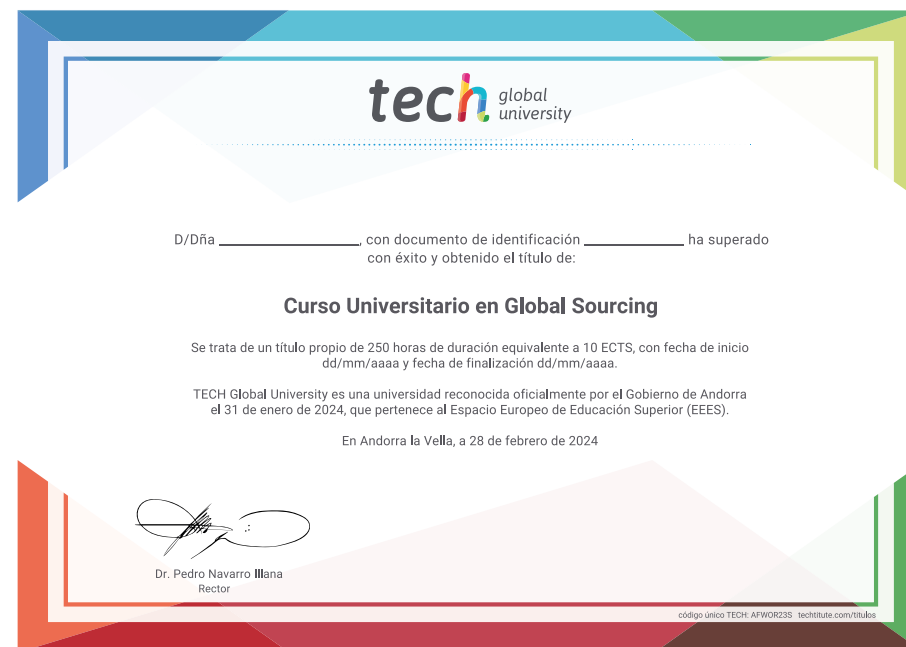 tech global university
D/Dña ____________________, con documento de identificación ______________ ha superado
con éxito y obtenido el título de:
Curso Universitario en Global Sourcing
Se trata de un título propio de 250 horas de duración equivalente a 10 ECTS, con fecha de inicio
dd/mm/aaaa y fecha de finalización dd/mm/aaaa.
TECH Global University es una universidad reconocida oficialmente por el Gobierno de Andorra
el 31 de enero de 2024, que pertenece al Espacio Europeo de Educación Superior (EEES).
En Andorra la Vella, a 28 de febrero de 2024
Dr. Pedro Navarro Illana
Rector
código único TECH: AFWOR23S techtitute.com/titulos